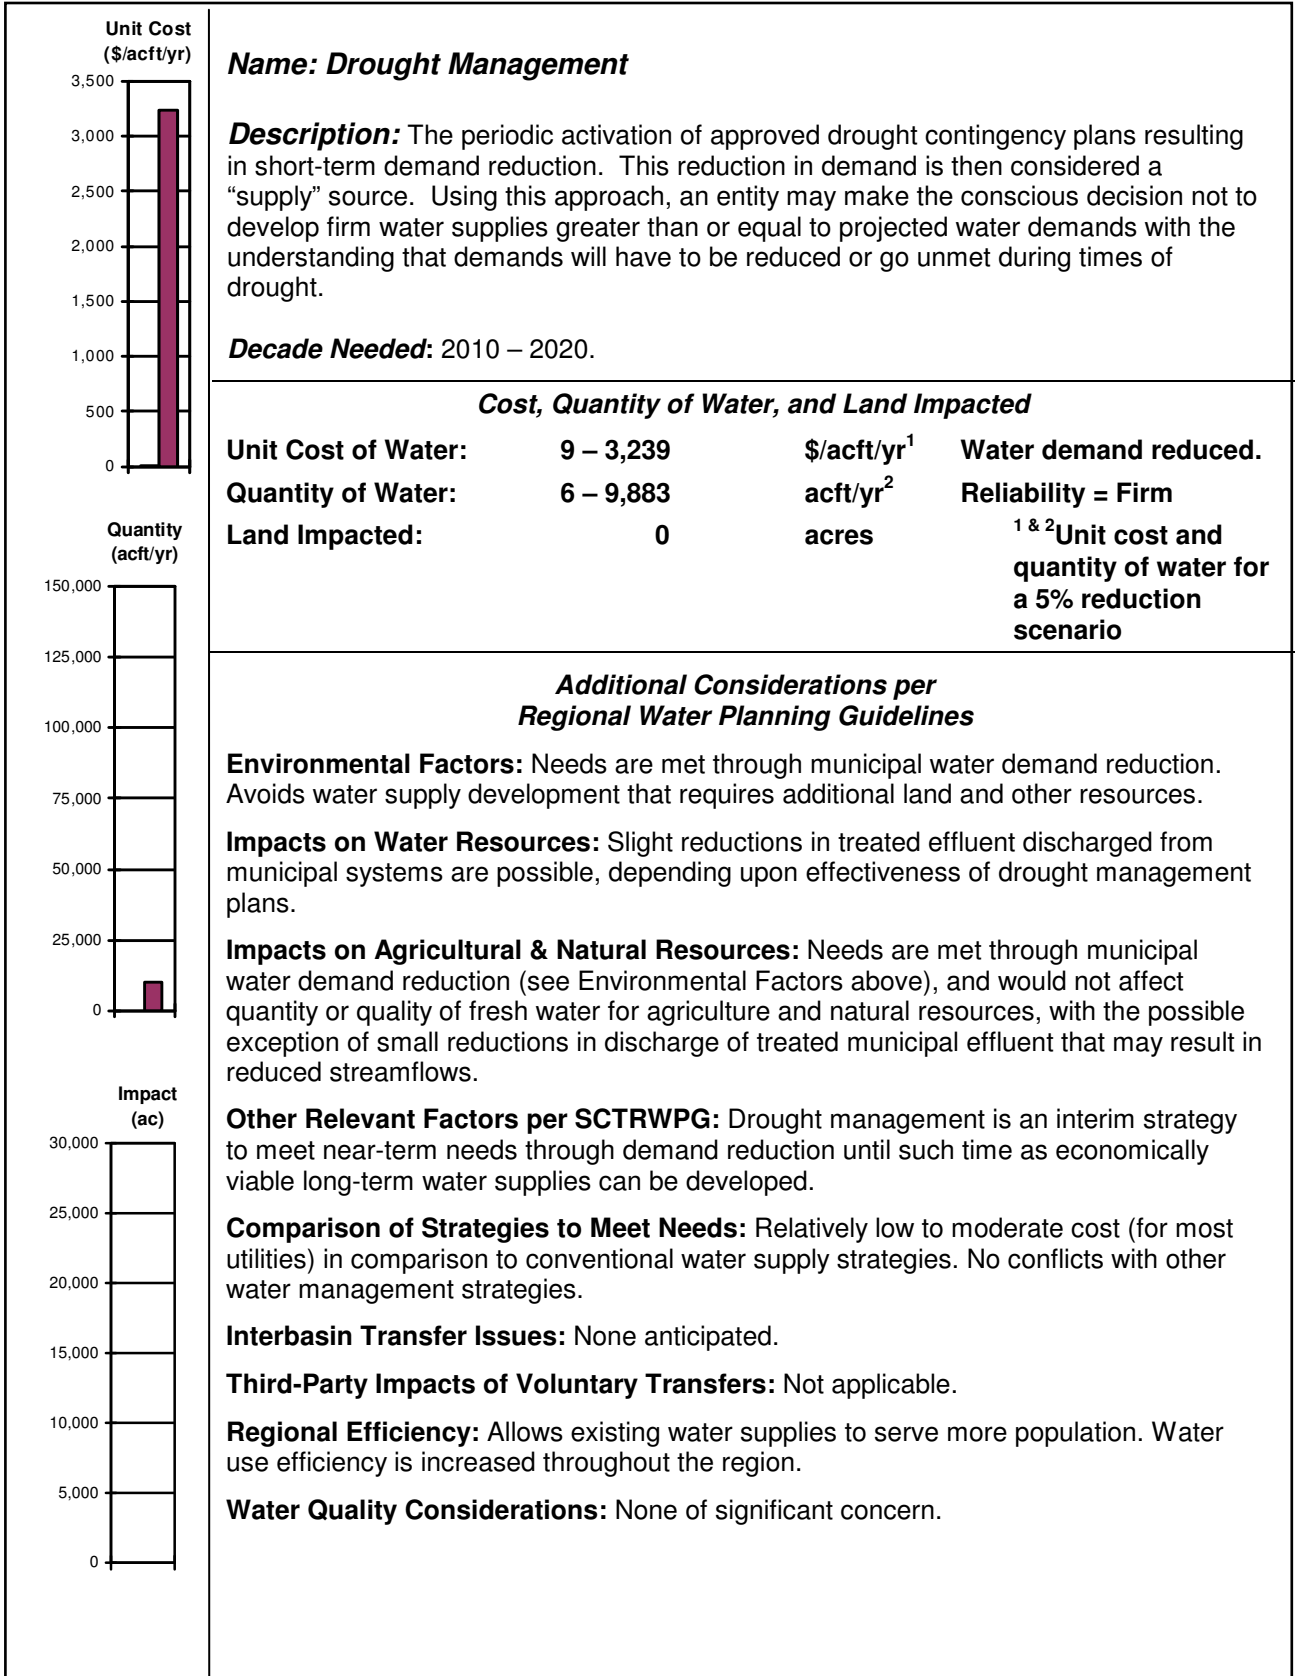 Unit Cost
($/acft/yr)
3,500
3,000
2,500
2,000
1,500
1,000
500
0
Quantity
(acft/yr)
150,000
125,000
100,000
75,000
50,000
25,000
0
Impact
(ac)
30,000
25,000
20,000
15,000
10,000
5,000
0
Name: Drought Management
Description: The periodic activation of approved drought contingency plans resulting
in short-term demand reduction. This reduction in demand is then considered a
“supply” source. Using this approach, an entity may make the conscious decision not to
develop firm water supplies greater than or equal to projected water demands with the
understanding that demands will have to be reduced or go unmet during times of
drought.
Decade Needed: 2010 – 2020.
Cost, Quantity of Water, and Land Impacted
Unit Cost of Water: 9 – 3,239 $/acft/yr1 Water demand reduced.
Quantity of Water: 6 – 9,883 acft/yr2 Reliability = Firm
Land Impacted: 0 acres 1 & 2Unit cost and
quantity of water for
a 5% reduction
scenario
Additional Considerations per
Regional Water Planning Guidelines
Environmental Factors: Needs are met through municipal water demand reduction.
Avoids water supply development that requires additional land and other resources.
Impacts on Water Resources: Slight reductions in treated effluent discharged from
municipal systems are possible, depending upon effectiveness of drought management
plans.
Impacts on Agricultural & Natural Resources: Needs are met through municipal
water demand reduction (see Environmental Factors above), and would not affect
quantity or quality of fresh water for agriculture and natural resources, with the possible
exception of small reductions in discharge of treated municipal effluent that may result in
reduced streamflows.
Other Relevant Factors per SCTRWPG: Drought management is an interim strategy
to meet near-term needs through demand reduction until such time as economically
viable long-term water supplies can be developed.
Comparison of Strategies to Meet Needs: Relatively low to moderate cost (for most
utilities) in comparison to conventional water supply strategies. No conflicts with other
water management strategies.
Interbasin Transfer Issues: None anticipated.
Third-Party Impacts of Voluntary Transfers: Not applicable.
Regional Efficiency: Allows existing water supplies to serve more population. Water
use efficiency is increased throughout the region.
Water Quality Considerations: None of significant concern.